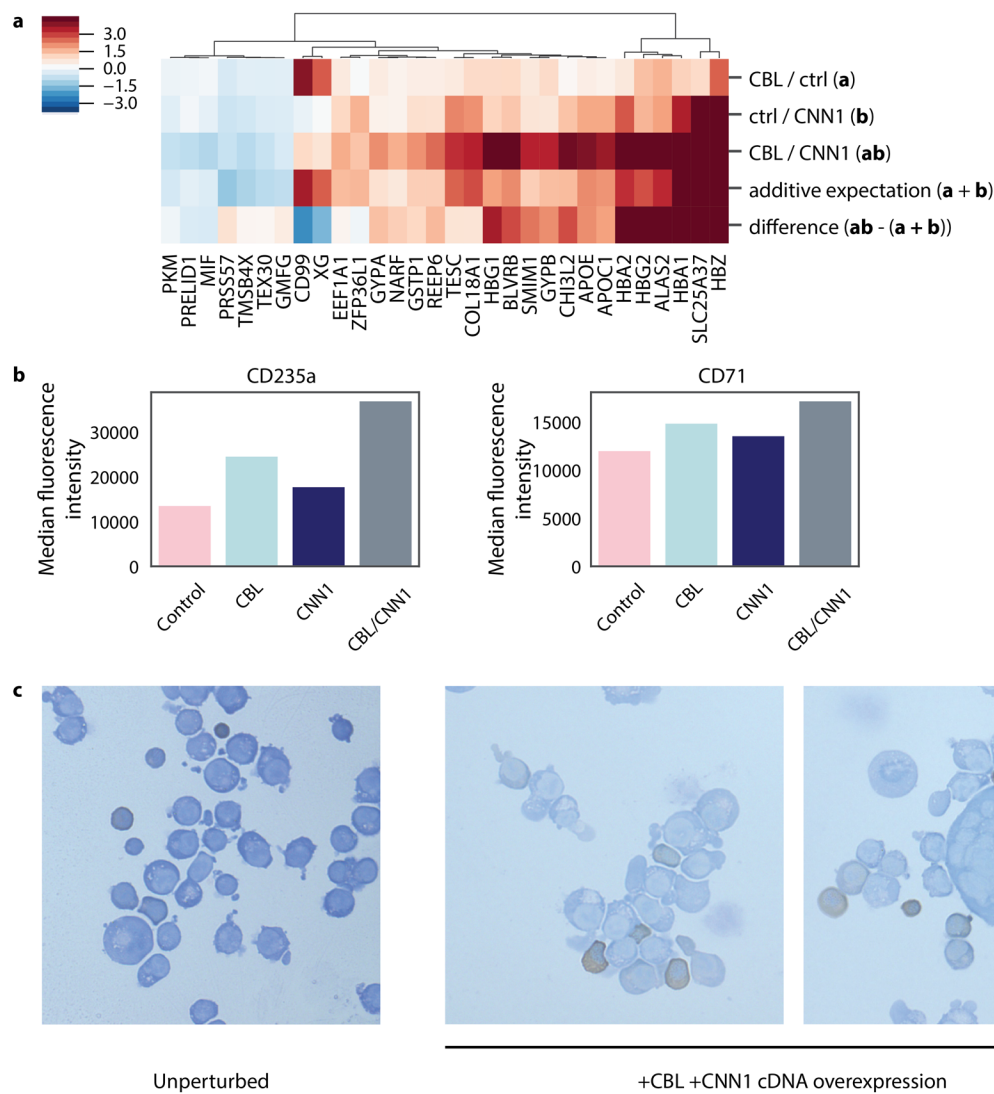 a
3.0
1.5
0.0
−1.5
−3.0
CBL / ctrl (a)
ctrl / CNN1 (b)
CBL / CNN1 (ab)
additive expectation (a + b)
difference (ab - (a + b))
PKM
PRELID1
MIF
PRSS57
TMSB4X
TEX30
GMFG
CD99
XG
EEF1A1
ZFP36L1
GYPA
NARF
GSTP1
REEP6
TESC
COL18A1
HBG1
BLVRB
SMIM1
GYPB
CHI3L2
APOE
APOC1
HBA2
HBG2
ALAS2
HBA1
SLC25A37
HBZ
b
CD235a
Median fluorescence
intensity
30000
20000
10000
0
Control
CBL
CNN1
CBL/CNN1
CD71
Median fluorescence
intensity
15000
10000
5000
0
Control
CBL
CNN1
CBL/CNN1
c
Unperturbed
+CBL +CNN1 cDNA overexpression